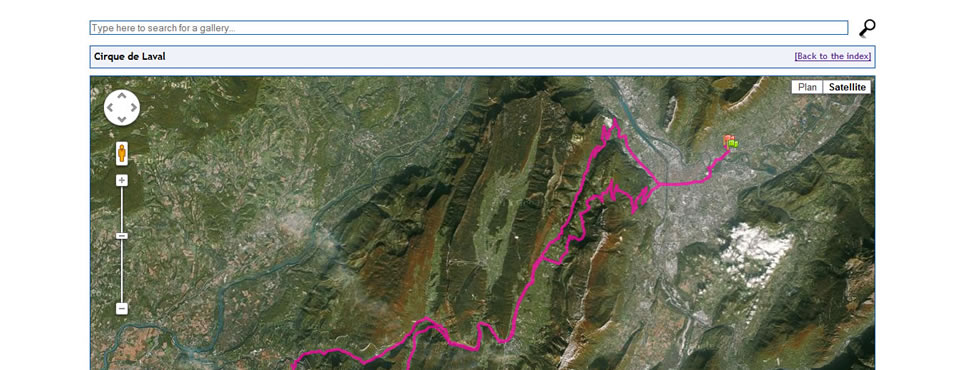 Type here to search for a gallery...
Cirque de Laval [Back to the index]
Plan Satellite